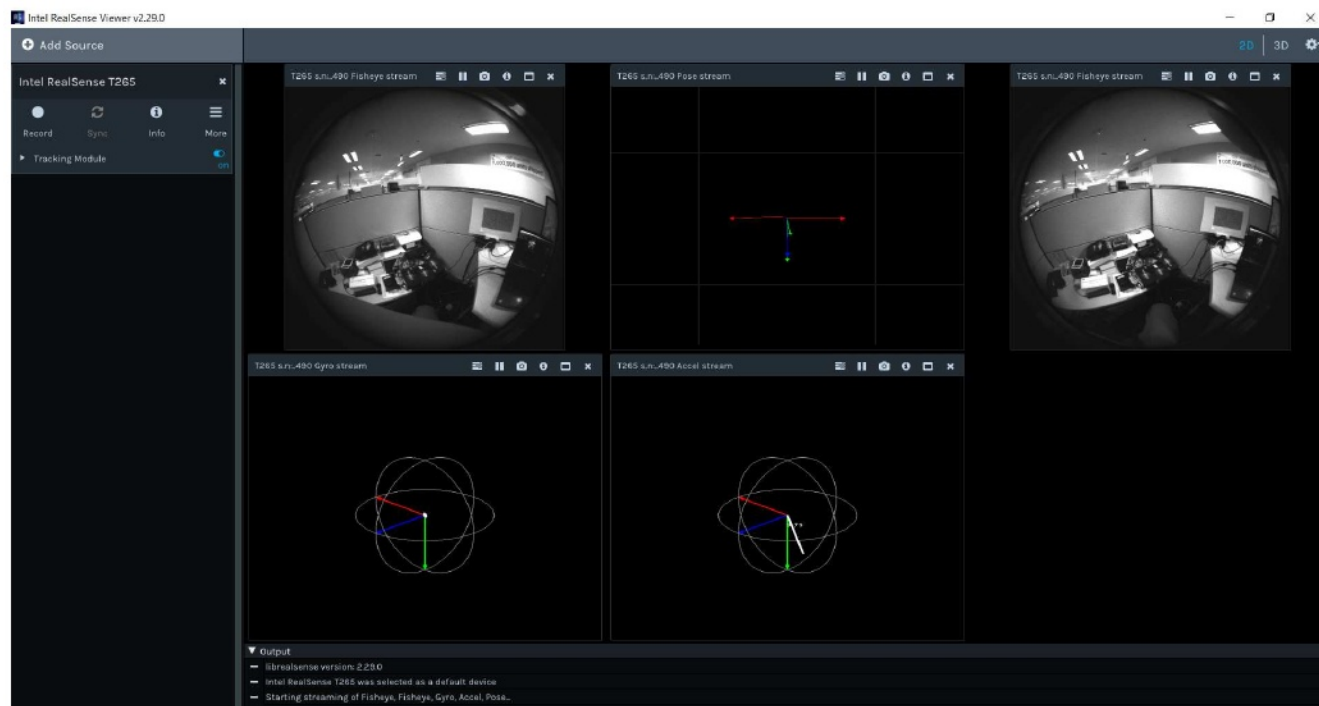 Intel RealSense Viewer v2.29.0
Add Source
2D
3D
Intel RealSense T265
Record
Sync
Info
More
Tracking Module
on
T265 s.n:..490 Fisheye stream
T265 s.n:..490 Pose stream
T265 s.n:..490 Fisheye stream
T265 s.n:..490 Gyro stream
T265 s.n:..490 Accel stream
Output
librealsense version: 2.29.0
Intel RealSense T265 was selected as a default device
Starting streaming of Fisheye, Fisheye, Gyro, Accel, Pose...